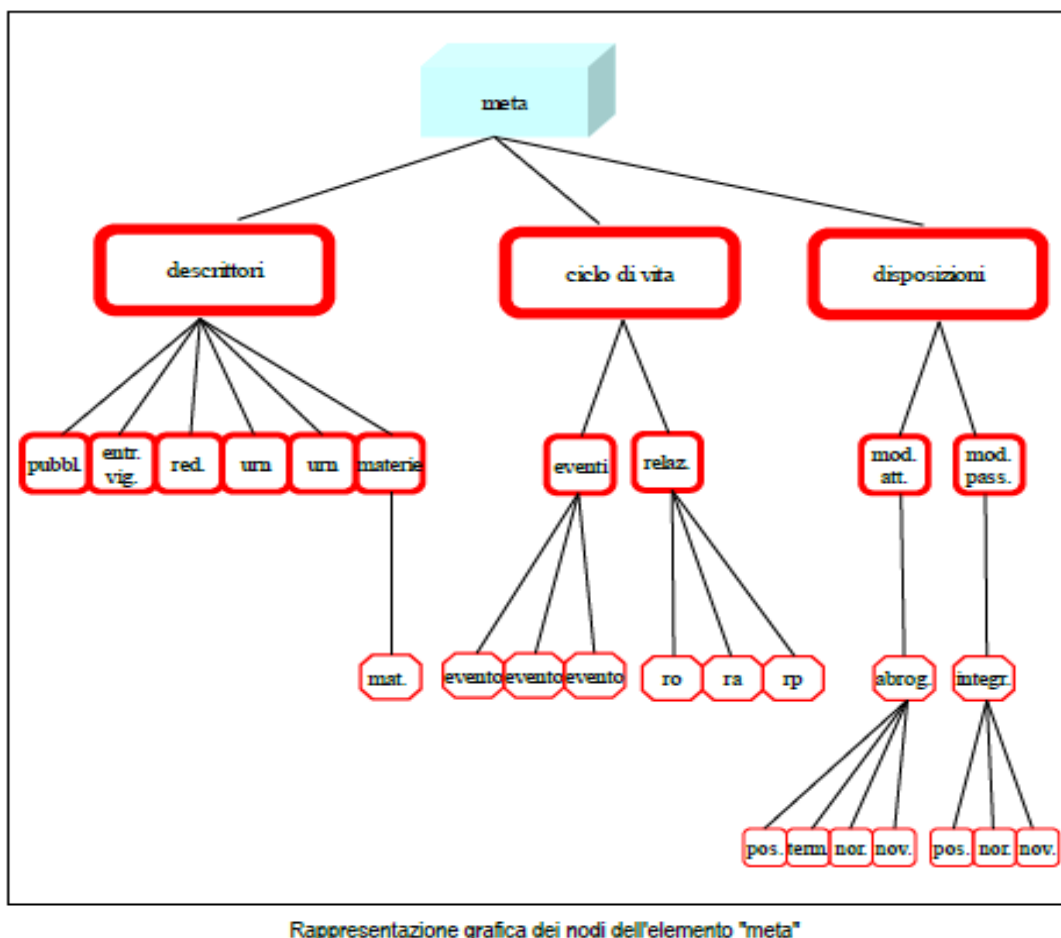 meta
descrittori
ciclo di vita
disposizioni
pubbl.
entr.
vig.
red.
urn
urn
materie
eventi
relaz.
mod.
att.
mod.
pass.
mat.
evento
evento
evento
ro
ra
rp
abrog.
integr.
pos.
term.
nor.
nov.
pos.
nor.
nov.
Rappresentazione grafica dei nodi dell'elemento "meta"